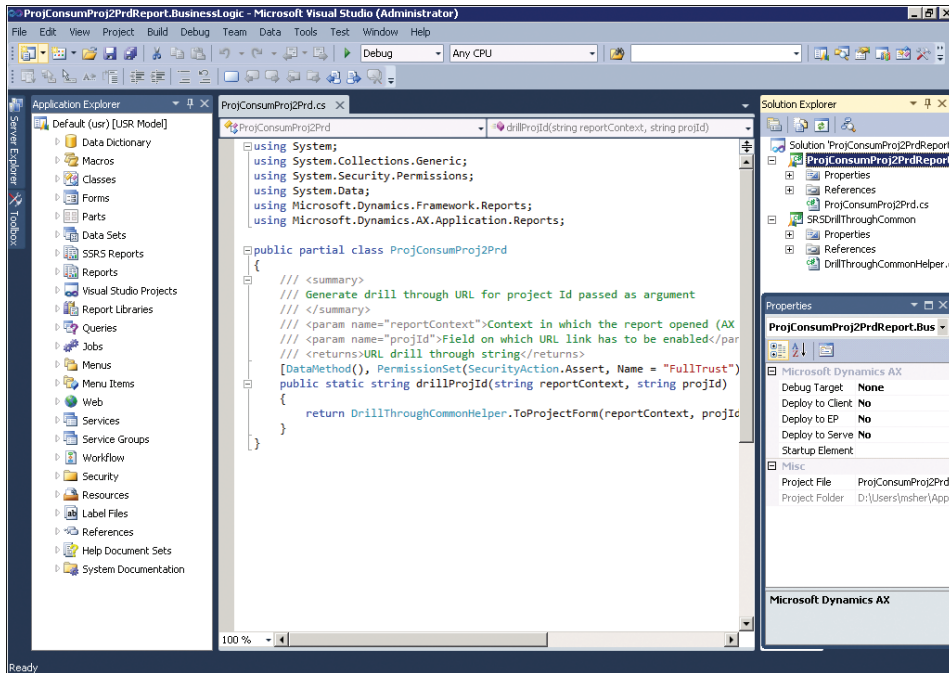 ProjConsumProj2PrdReport.BusinessLogic - Microsoft Visual Studio (Administrator)
File Edit View Project Build Debug Team Data Tools Test Window Help
Debug Any CPU
Server Explorer
Toolbox
Application Explorer
Default (usr) [USR Model]
Data Dictionary
Macros
Classes
Forms
Parts
Data Sets
SSRS Reports
Reports
Visual Studio Projects
Report Libraries
Queries
Jobs
Menus
Menu Items
Web
Services
Service Groups
Workflow
Security
Resources
Label Files
References
Help Document Sets
System Documentation
ProjConsumProj2Prd.cs
ProjConsumProj2Prd drillProjId(string reportContext, string projId)
using System;
using System.Collections.Generic;
using System.Security.Permissions;
using System.Data;
using Microsoft.Dynamics.Framework.Reports;
using Microsoft.Dynamics.AX.Application.Reports;
public partial class ProjConsumProj2Prd
{
/// <summary>
/// Generate drill through URL for project Id passed as argument
/// </summary>
/// <param name="reportContext">Context in which the report opened (AX
/// <param name="projId">Field on which URL link has to be enabled</par
/// <returns>URL drill through string</returns>
[DataMethod(), PermissionSet(SecurityAction.Assert, Name = "FullTrust")
public static string drillProjId(string reportContext, string projId)
{
return DrillThroughCommonHelper.ToProjectForm(reportContext, projId
}
}
100 %
Solution Explorer
Solution 'ProjConsumProj2PrdReport
ProjConsumProj2PrdReport
Properties
References
ProjConsumProj2Prd.cs
SRSDrillThroughCommon
Properties
References
DrillThroughCommonHelper.
Properties
ProjConsumProj2PrdReport.Bus
Microsoft Dynamics AX
Debug Target None
Deploy to Client No
Deploy to EP No
Deploy to Serve No
Startup Element
Misc
Project File ProjConsumProj2Prd
Project Folder D:\Users\msher\App
Microsoft Dynamics AX
Ready